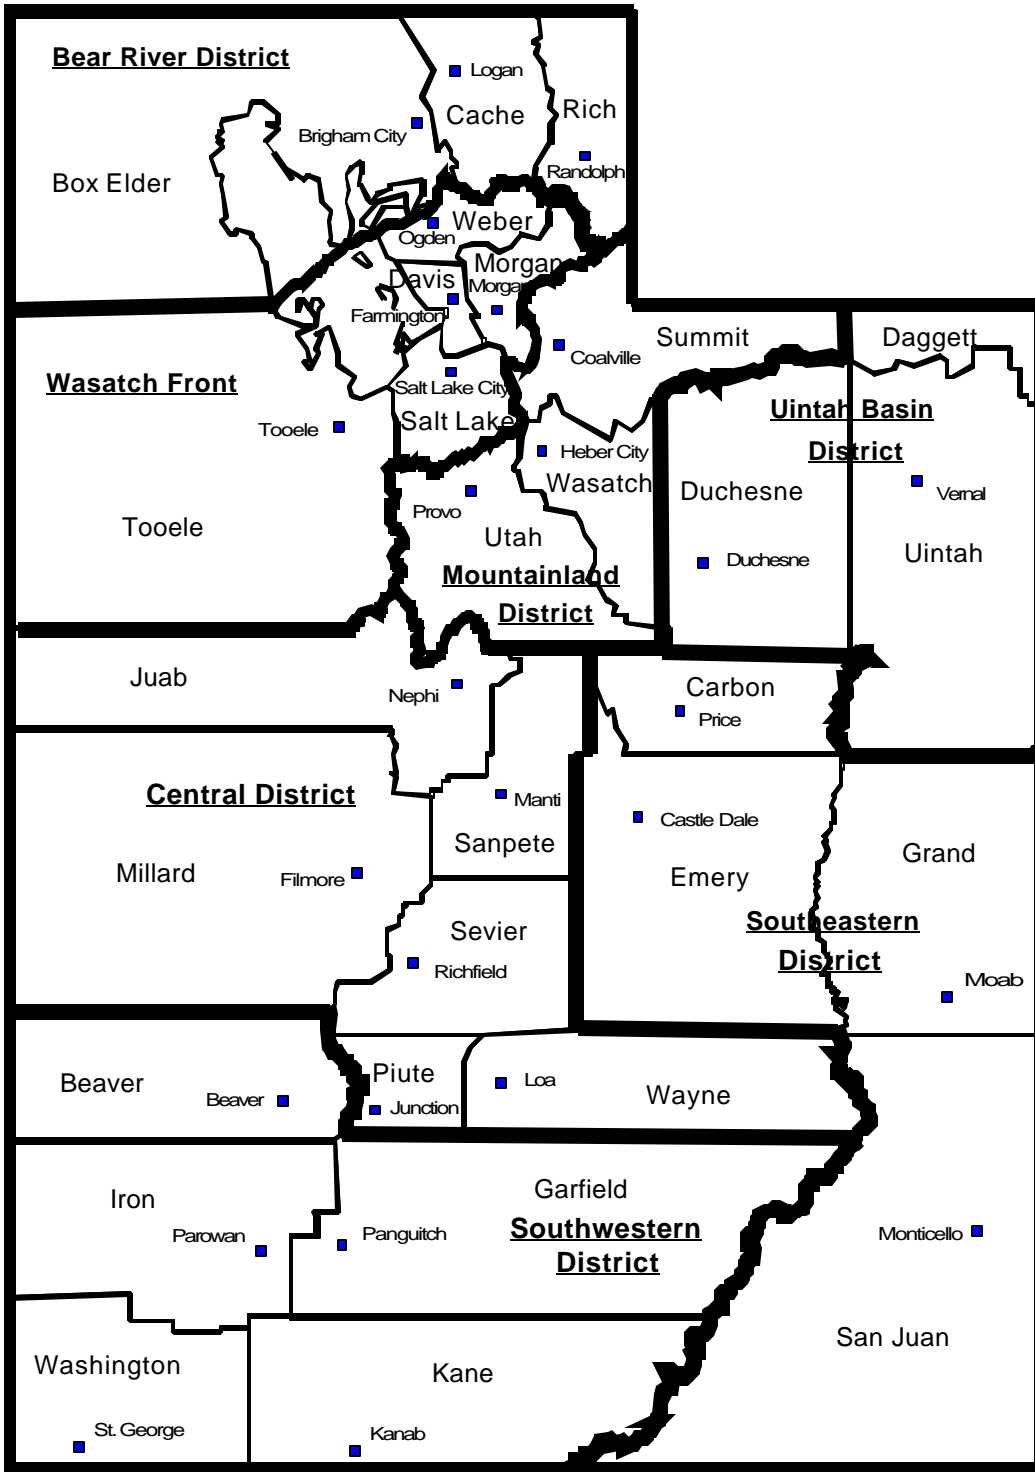 Bear River District
Logan
Cache
Rich
Brigham City
Randolph
Box Elder
Weber
Ogden
Morgan
Davis
Morgan
Farmington
Summit
Daggett
Coalville
Wasatch Front
Salt Lake City
Uintah Basin
District
Salt Lake
Tooele
Heber City
Wasatch
Duchesne
Vernal
Provo
Tooele
Utah
Uintah
Duchesne
Mountainland
District
Juab
Nephi
Carbon
Price
Central District
Manti
Castle Dale
Sanpete
Grand
Millard
Filmore
Emery
Sevier
Southeastern
District
Richfield
Moab
Beaver
Beaver
Piute
Junction
Loa
Wayne
Iron
Garfield
Parowan
Panguitch
Southwestern
District
Monticello
San Juan
Washington
Kane
St. George
Kanab